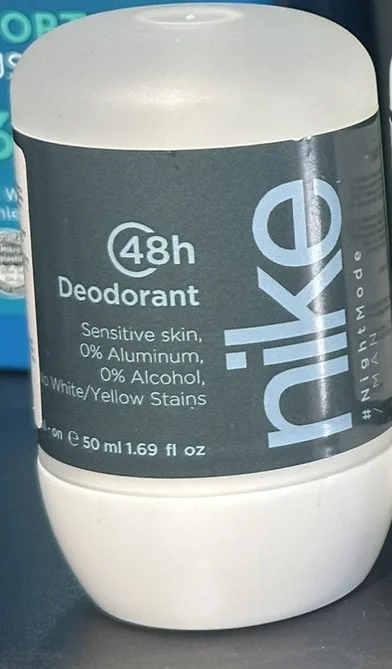 48h
Deodorant
Sensitive skin,
0% Aluminum,
0% Alcohol,
White/Yellow Stains
-on ℮ 50 ml 1.69 fl oz
nike
#NightMode
/ MAN